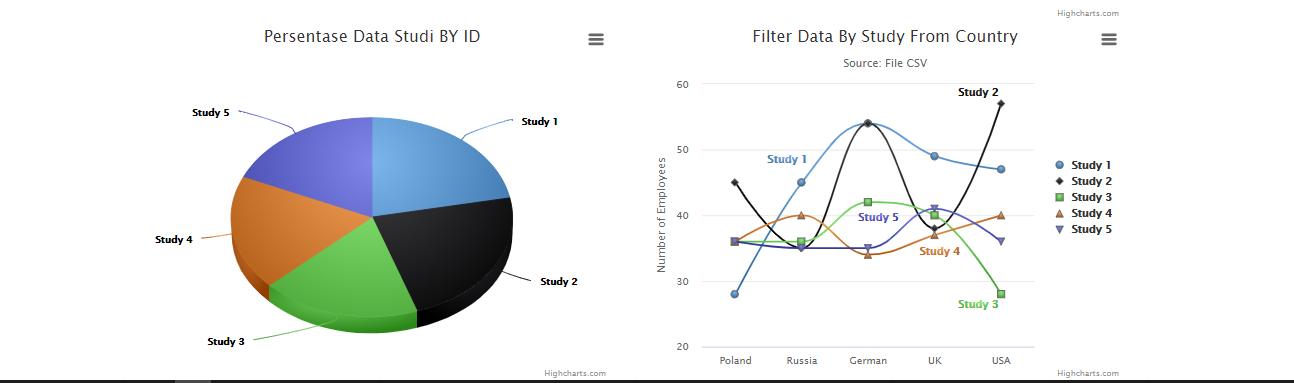 Persentase Data Studi BY ID
Study 5
Study 1
Study 4
Study 2
Study 3
Highcharts.com
Highcharts.com
Filter Data By Study From Country
Source: File CSV
Number of Employees
60
50
40
30
20
Study 2
Study 1
Study 5
Study 4
Study 3
Poland
Russia
German
UK
USA
Study 1
Study 2
Study 3
Study 4
Study 5
Highcharts.com